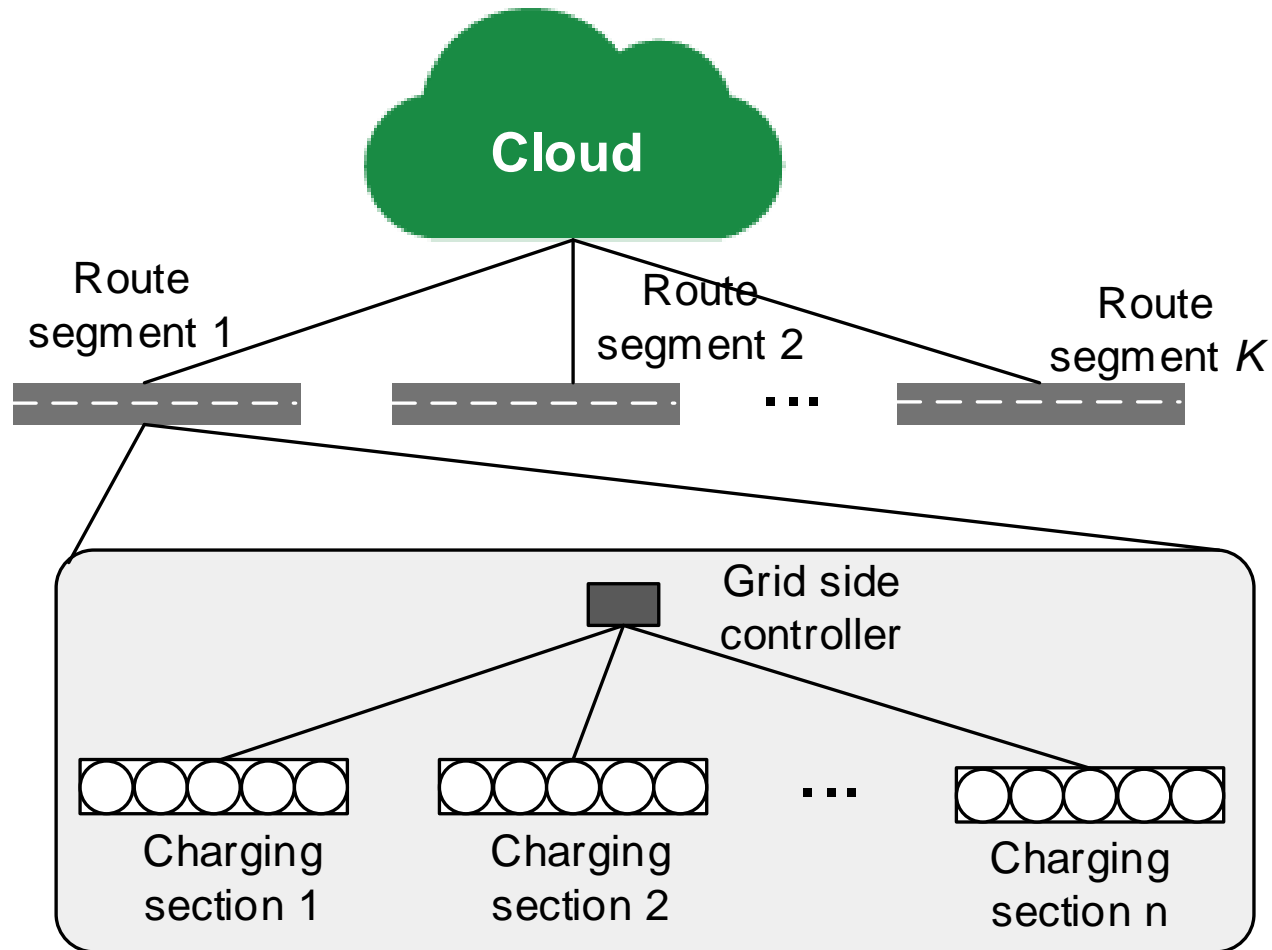 Cloud
Route
segment 1
Route
segment 2
Route
segment K
...
Grid side
controller
...
Charging
section 1
Charging
section 2
Charging
section n